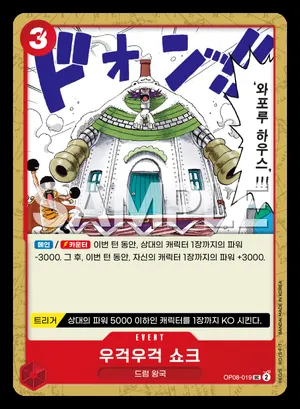 3
ドオン!!
'와포루 하우스,!!!
SAMPLE
메인 / 카운터 이번 턴 동안, 상대의 캐릭터 1장까지의 파워
-3000. 그 후, 이번 턴 동안, 자신의 캐릭터 1장까지의 파워 +3000.
트리거 상대의 파워 5000 이하인 캐릭터를 1장까지 KO 시킨다.
EVENT
우걱우걱 쇼크
드럼 왕국
OP08-019 UC 2